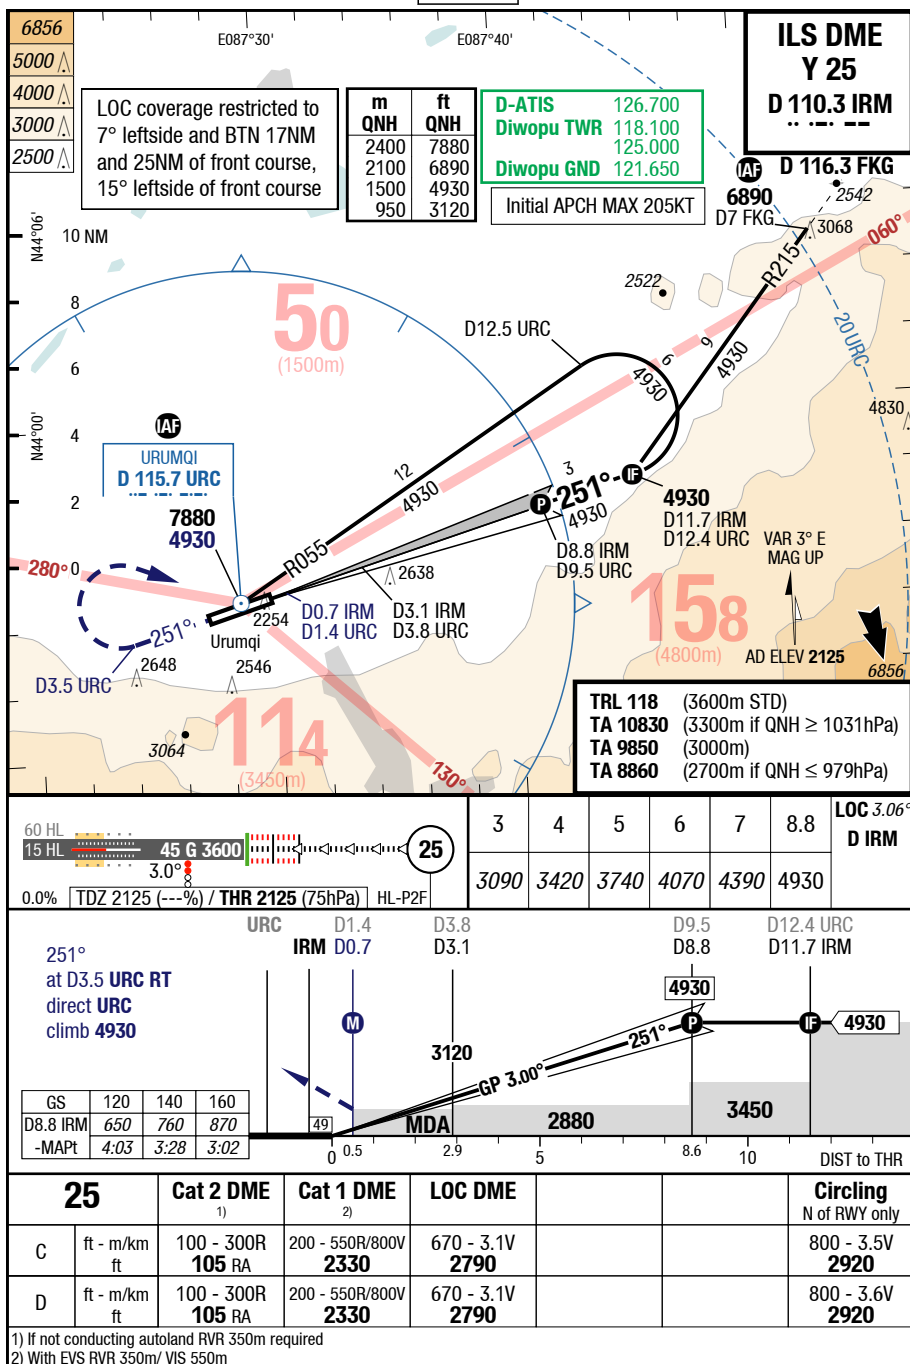 6856
5000
4000
3000
2500
E087°30'
E087°40'
ILS DME
Y 25
D 110.3 IRM
LOC coverage restricted to
7° leftside and BTN 17NM
and 25NM of front course,
15° leftside of front course
m ft
QNH QNH
2400 7880
2100 6890
1500 4930
950 3120
D-ATIS 126.700
Diwopu TWR 118.100
125.000
Diwopu GND 121.650
Initial APCH MAX 205KT
IAF
D 116.3 FKG
6890
D7 FKG
2542
3068
060°
R215
N44°06'
10 NM
8
6
4
2
0
N44°00'
50
(1500m)
2522
D12.5 URC
9
4930
6
4930
20 URC
4830
IAF
URUMQI
D 115.7 URC
7880
4930
12
4930
R055
3
251°
IF
P
4930
4930
D11.7 IRM
D12.4 URC
D8.8 IRM
D9.5 URC
VAR 3° E
MAG UP
280°
2638
2254
D0.7 IRM
D1.4 URC
D3.1 IRM
D3.8 URC
251°
Urumqi
D3.5 URC
2648
2546
158
(4800m)
AD ELEV 2125
6856
3064
114
(3450m)
130°
TRL 118 (3600m STD)
TA 10830 (3300m if QNH ≥ 1031hPa)
TA 9850 (3000m)
TA 8860 (2700m if QNH ≤ 979hPa)
60 HL
15 HL
45 G 3600
25
3.0°
0.0%
TDZ 2125 (---%) / THR 2125 (75hPa)
HL-P2F
3 4 5 6 7 8.8 LOC 3.06°
D IRM
3090 3420 3740 4070 4390 4930
URC D1.4 D3.8 D9.5 D12.4 URC
IRM D0.7 D3.1 D8.8 D11.7 IRM
251°
at D3.5 URC RT
direct URC
climb 4930
4930
M
P
IF
4930
251°
3120
GP 3.00°
3450
49
MDA
2880
GS 120 140 160
D8.8 IRM 650 760 870
-MAPt 4:03 3:28 3:02
0 0.5 2.9 5 8.6 10 DIST to THR
25 Cat 2 DME Cat 1 DME LOC DME Circling
1) 2) N of RWY only
C ft - m/km 100 - 300R 200 - 550R/800V 670 - 3.1V 800 - 3.5V
ft 105 RA 2330 2790 2920
D ft - m/km 100 - 300R 200 - 550R/800V 670 - 3.1V 800 - 3.6V
ft 105 RA 2330 2790 2920
1) If not conducting autoland RVR 350m required
2) With EVS RVR 350m/ VIS 550m